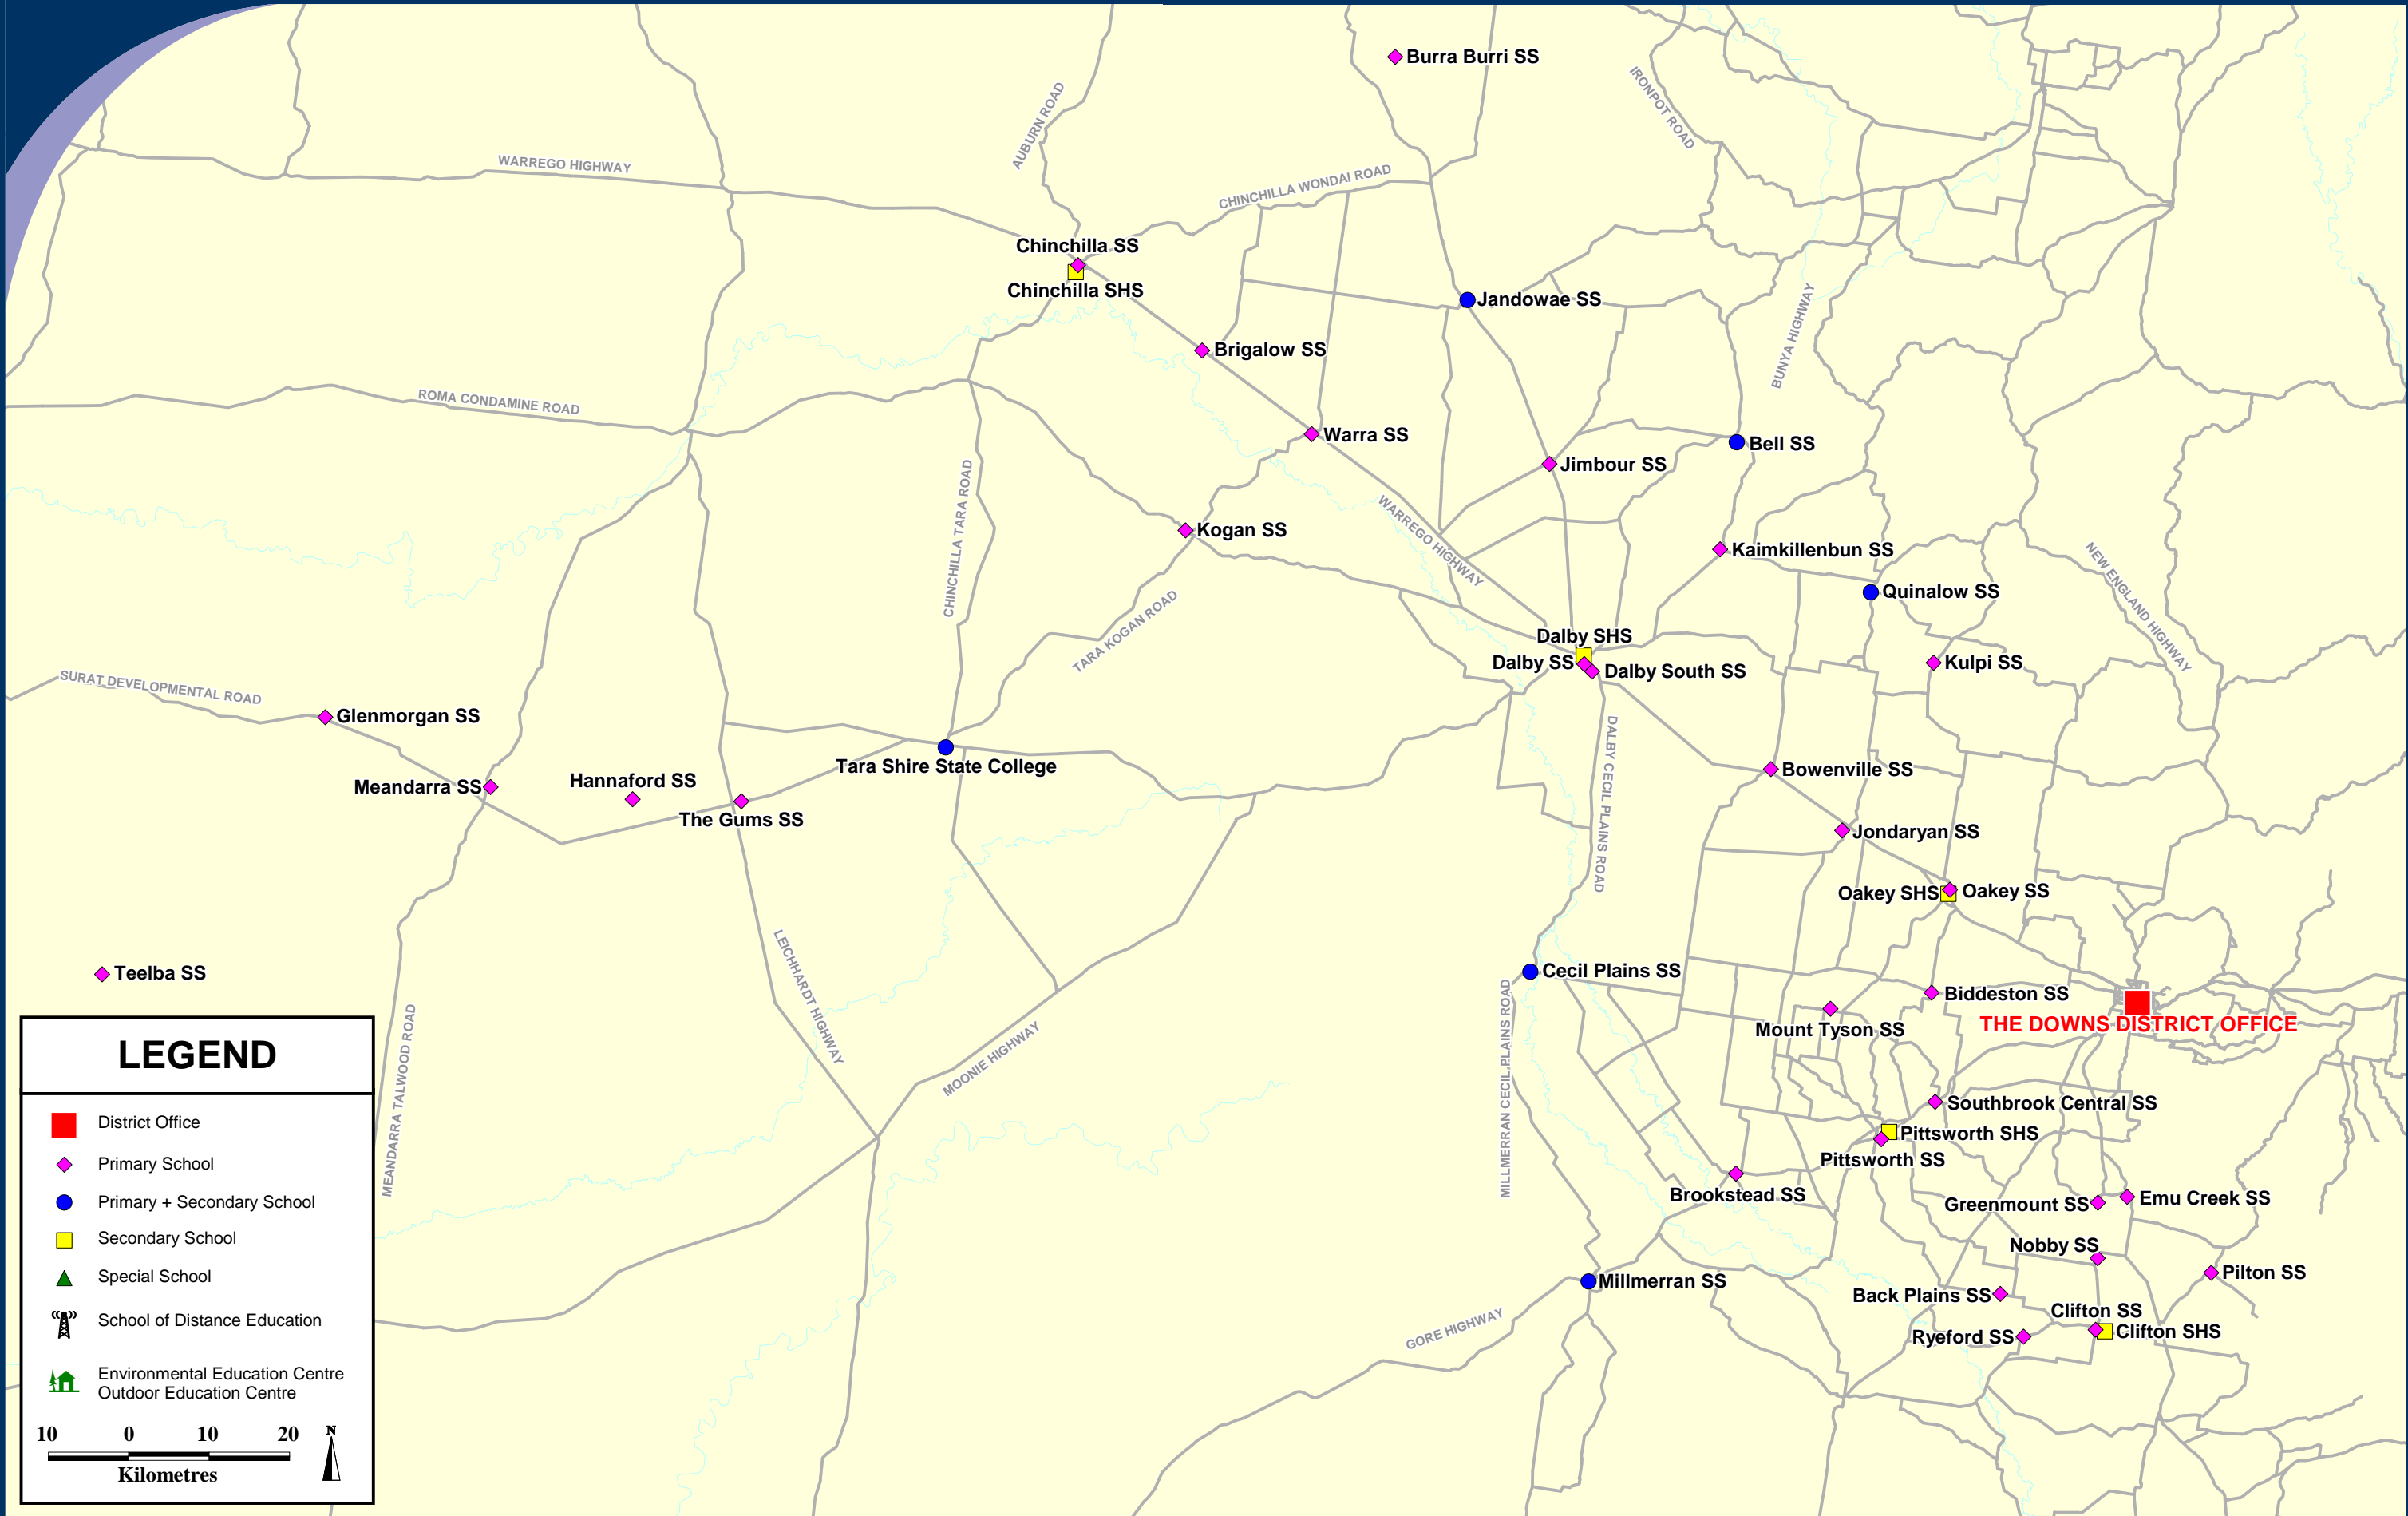 Burra Burri SS
IRONPOT ROAD
AUBURN ROAD
WARREGO HIGHWAY
CHINCHILLA WONDAI ROAD
Chinchilla SS
Chinchilla SHS
Jandowae SS
BUNYA HIGHWAY
Brigalow SS
ROMA CONDAMINE ROAD
Warra SS
Bell SS
Jimbour SS
CHINCHILLA TARA ROAD
WARREGO HIGHWAY
Kogan SS
Kaimkillenbun SS
NEW ENGLAND HIGHWAY
Quinalow SS
TARA KOGAN ROAD
Dalby SHS
Dalby SS
Dalby South SS
Kulpi SS
SURAT DEVELOPMENTAL ROAD
Glenmorgan SS
Tara Shire State College
DALBY CECIL PLAINS ROAD
Bowenville SS
Meandarra SS
Hannaford SS
The Gums SS
Jondaryan SS
Oakey SHS
Oakey SS
LEICHHARDT HIGHWAY
Teelba SS
Cecil Plains SS
Biddeston SS
Mount Tyson SS
THE DOWNS DISTRICT OFFICE
MEANDARRA TALWOOD ROAD
MOONIE HIGHWAY
MILLMERRAN CECIL PLAINS ROAD
Southbrook Central SS
Pittsworth SHS
Pittsworth SS
Brookstead SS
Greenmount SS
Emu Creek SS
Nobby SS
Pilton SS
Millmerran SS
Back Plains SS
Clifton SS
Clifton SHS
Ryeford SS
GORE HIGHWAY
LEGEND
District Office
Primary School
Primary + Secondary School
Secondary School
Special School
School of Distance Education
Environmental Education Centre
Outdoor Education Centre
10 0 10 20
N
Kilometres